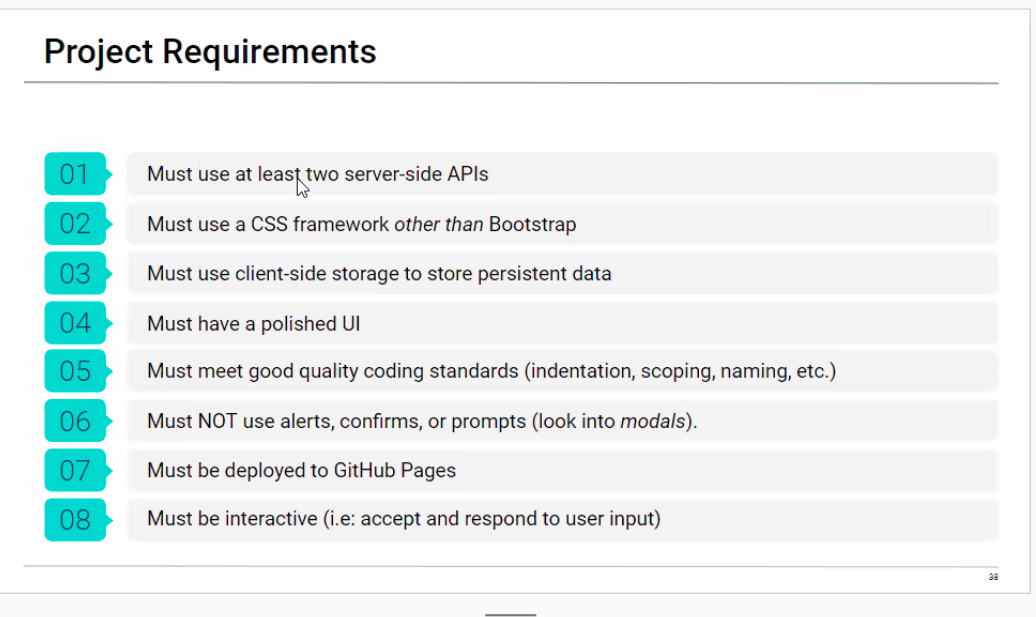 Project Requirements
01 Must use at least two server-side APIs
02 Must use a CSS framework other than Bootstrap
03 Must use client-side storage to store persistent data
04 Must have a polished UI
05 Must meet good quality coding standards (indentation, scoping, naming, etc.)
06 Must NOT use alerts, confirms, or prompts (look into modals).
07 Must be deployed to GitHub Pages
08 Must be interactive (i.e: accept and respond to user input)